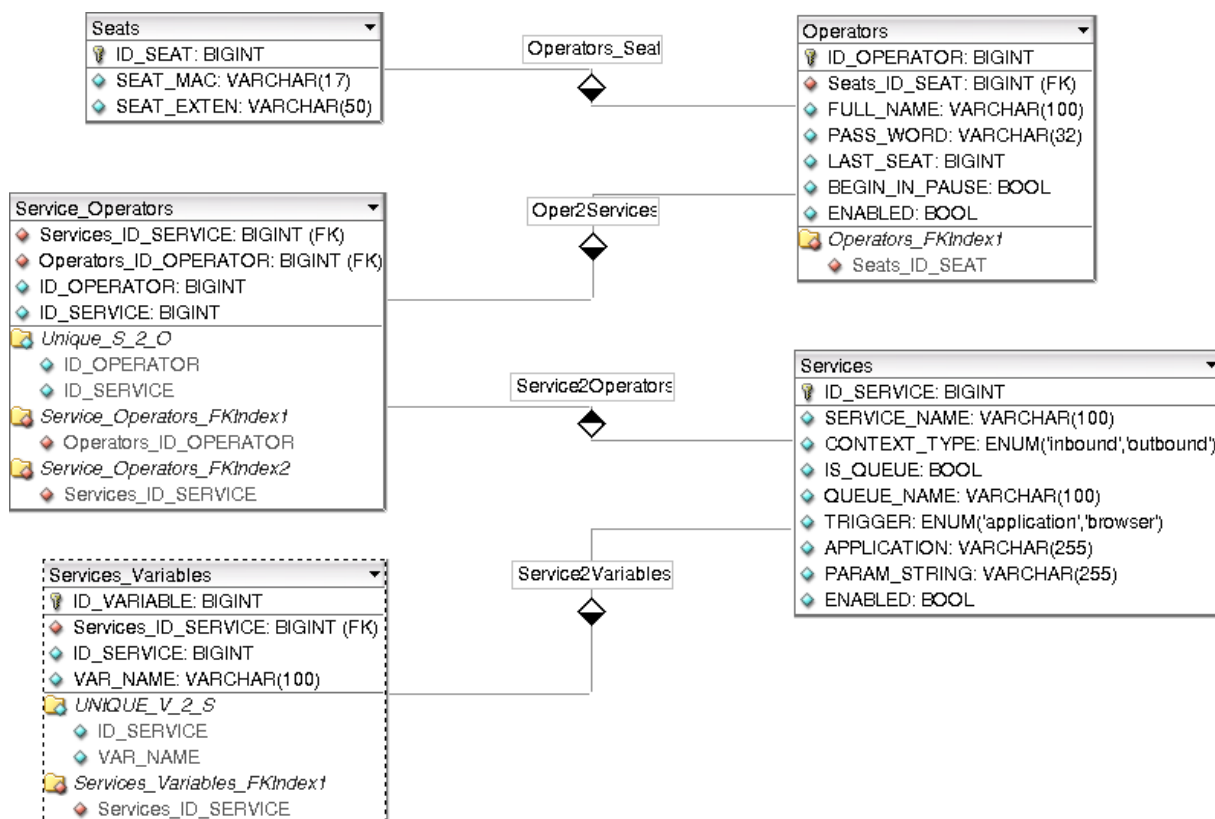 Seats
ID_SEAT: BIGINT
SEAT_MAC: VARCHAR(17)
SEAT_EXTEN: VARCHAR(50)
Operators_Seat
Operators
ID_OPERATOR: BIGINT
Seats_ID_SEAT: BIGINT (FK)
FULL_NAME: VARCHAR(100)
PASS_WORD: VARCHAR(32)
LAST_SEAT: BIGINT
BEGIN_IN_PAUSE: BOOL
ENABLED: BOOL
Operators_FKIndex1
Seats_ID_SEAT
Service_Operators
Services_ID_SERVICE: BIGINT (FK)
Operators_ID_OPERATOR: BIGINT (FK)
ID_OPERATOR: BIGINT
ID_SERVICE: BIGINT
Unique_S_2_O
ID_OPERATOR
ID_SERVICE
Service_Operators_FKIndex1
Operators_ID_OPERATOR
Service_Operators_FKIndex2
Services_ID_SERVICE
Oper2Services
Service2Operators
Services
ID_SERVICE: BIGINT
SERVICE_NAME: VARCHAR(100)
CONTEXT_TYPE: ENUM('inbound','outbound')
IS_QUEUE: BOOL
QUEUE_NAME: VARCHAR(100)
TRIGGER: ENUM('application','browser')
APPLICATION: VARCHAR(255)
PARAM_STRING: VARCHAR(255)
ENABLED: BOOL
Services_Variables
ID_VARIABLE: BIGINT
Services_ID_SERVICE: BIGINT (FK)
ID_SERVICE: BIGINT
VAR_NAME: VARCHAR(100)
UNIQUE_V_2_S
ID_SERVICE
VAR_NAME
Services_Variables_FKIndex1
Services_ID_SERVICE
Service2Variables